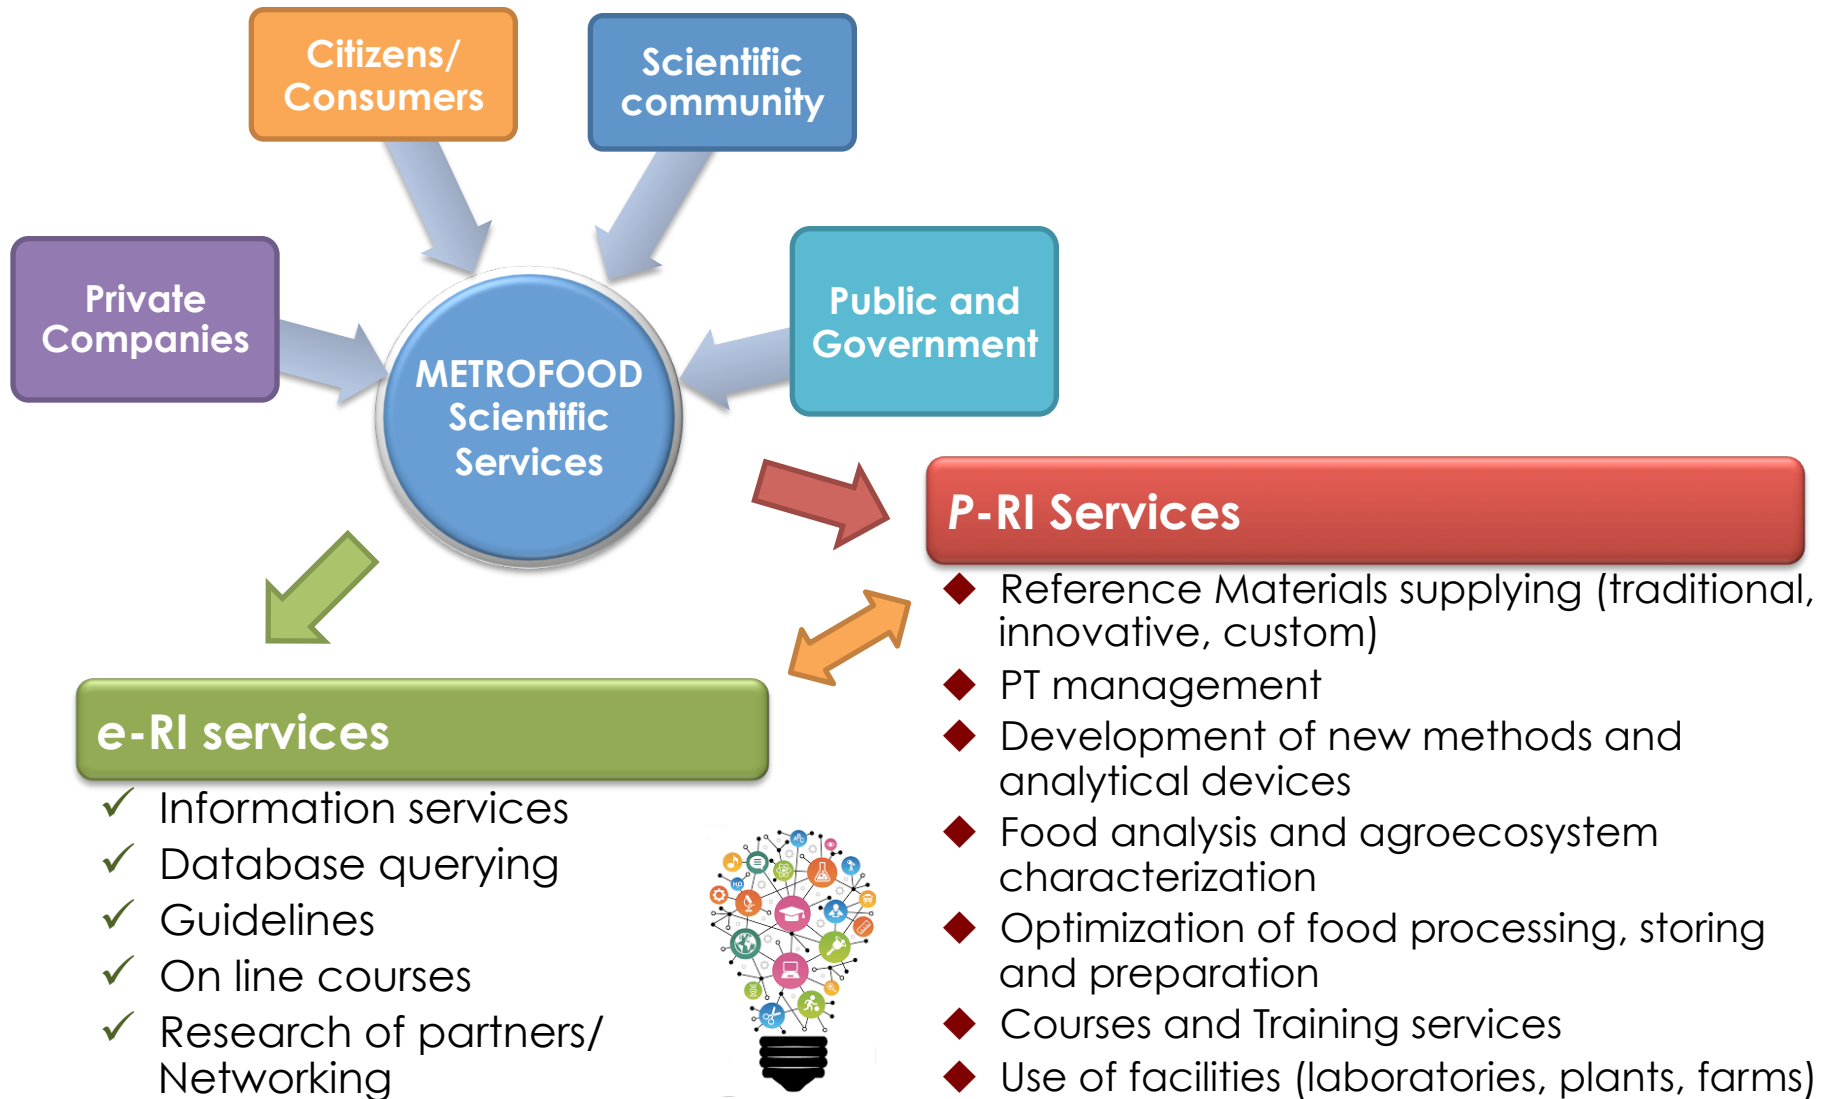 Citizens/
Consumers
Scientific
community
Private
Companies
Public and
Government
METROFOOD
Scientific
Services
P-RI Services
Reference Materials supplying (traditional,
innovative, custom)
PT management
Development of new methods and
analytical devices
Food analysis and agroecosystem
characterization
Optimization of food processing, storing
and preparation
Courses and Training services
Use of facilities (laboratories, plants, farms)
e-RI services
Information services
Database querying
Guidelines
On line courses
Research of partners/
Networking